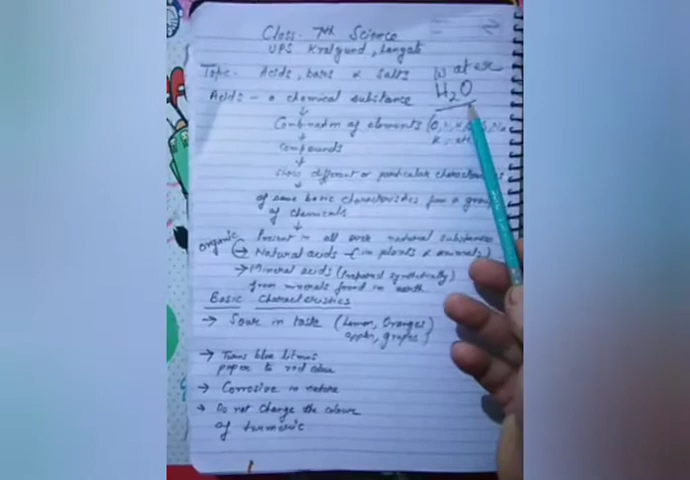 Class- 7th Science
UPS Kralgund, Langate
Topic- Acids, bases & Salts
Water
Acids - a chemical substance
H2O
Combination of elements (O,
compounds
Show different or particular characteristics
of same basic characteristics form a group
of chemicals
Present in all over natural substances
organic
→ Natural acids - (in plants & animals)
→ Mineral acids (Prepared synthetically)
from minerals found in earth
Basic Characteristics
→ Sour in taste (Lemon, Oranges)
apples, grapes)
→ Turns blue litmus
paper to red colour
→ Corrosive in nature
→ Do not change the colour
of turmeric